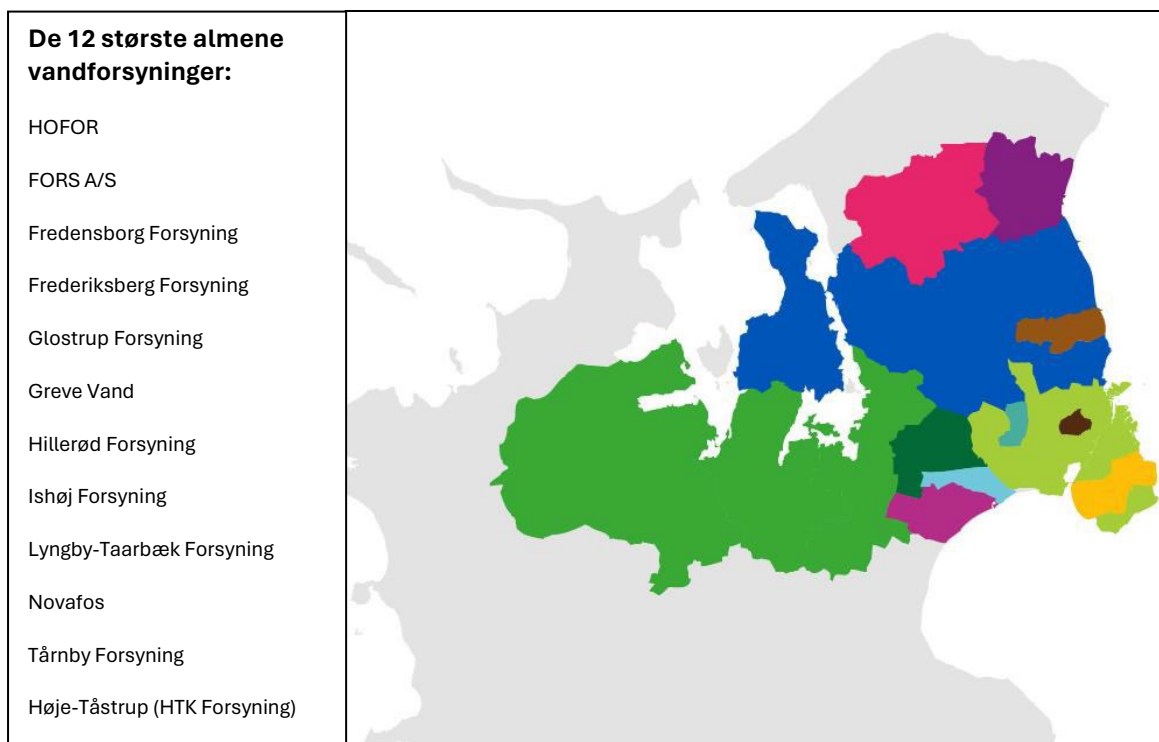 De 12 største almene
vandforsyninger:
HOFOR
FORS A/S
Fredensborg Forsyning
Frederiksberg Forsyning
Glostrup Forsyning
Greve Vand
Hillerød Forsyning
Ishøj Forsyning
Lyngby-Taarbæk Forsyning
Novafos
Tårnby Forsyning
Høje-Tåstrup (HTK Forsyning)